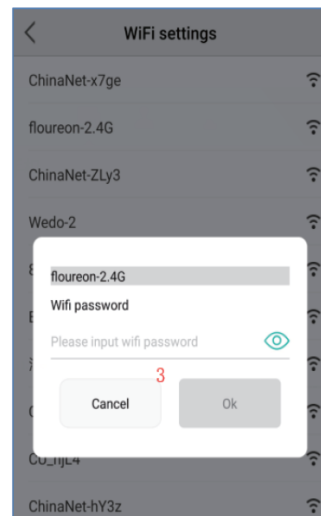 WiFi settings
ChinaNet-x7ge
floureon-2.4G
ChinaNet-ZLy3
Wedo-2
floureon-2.4G
Wifi password
Please input wifi password
3
Cancel Ok
ChinaNet-hY3z